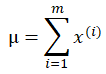 μ = ∑_{i=1}^{m} x^{(i)}